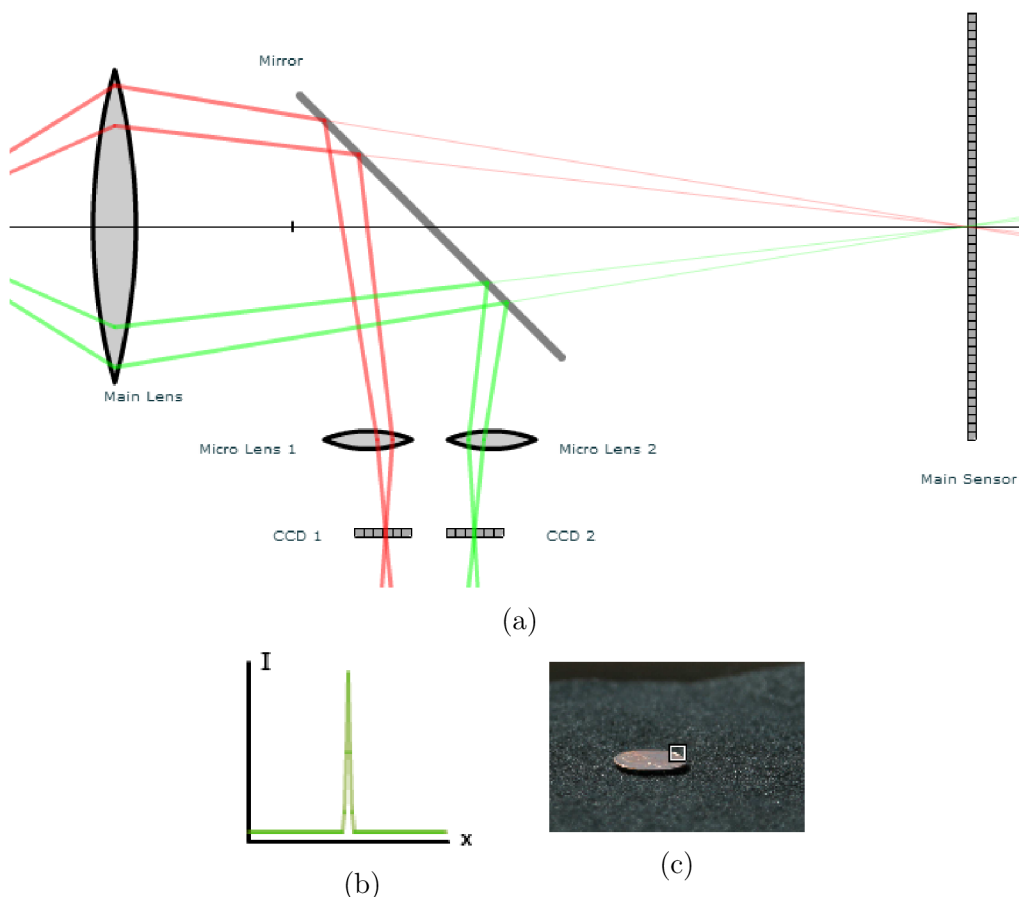 Mirror
Main Lens
Micro Lens 1
Micro Lens 2
Main Sensor
CCD 1
CCD 2
(a)
I
x
(b)
(c)